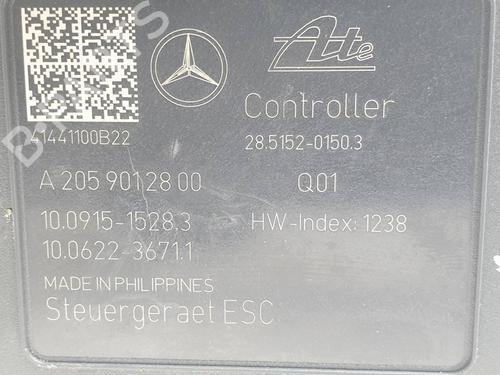 Ate
Controller
41441100B22
28.5152-0150.3
A 205 901 28 00
Q01
10.0915-1528.3
HW-Index: 1238
10.0622-3671.1
MADE IN PHILIPPINES
Steuergeraet ESC